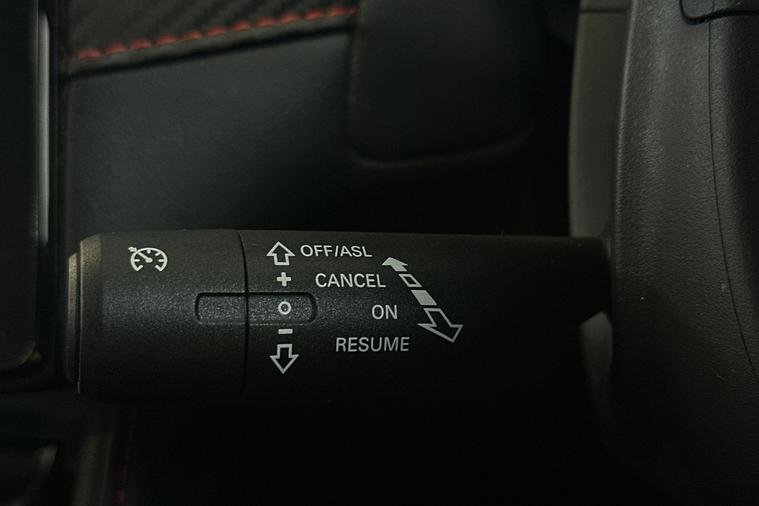 OFF/ASL
+ CANCEL
O ON
-
RESUME